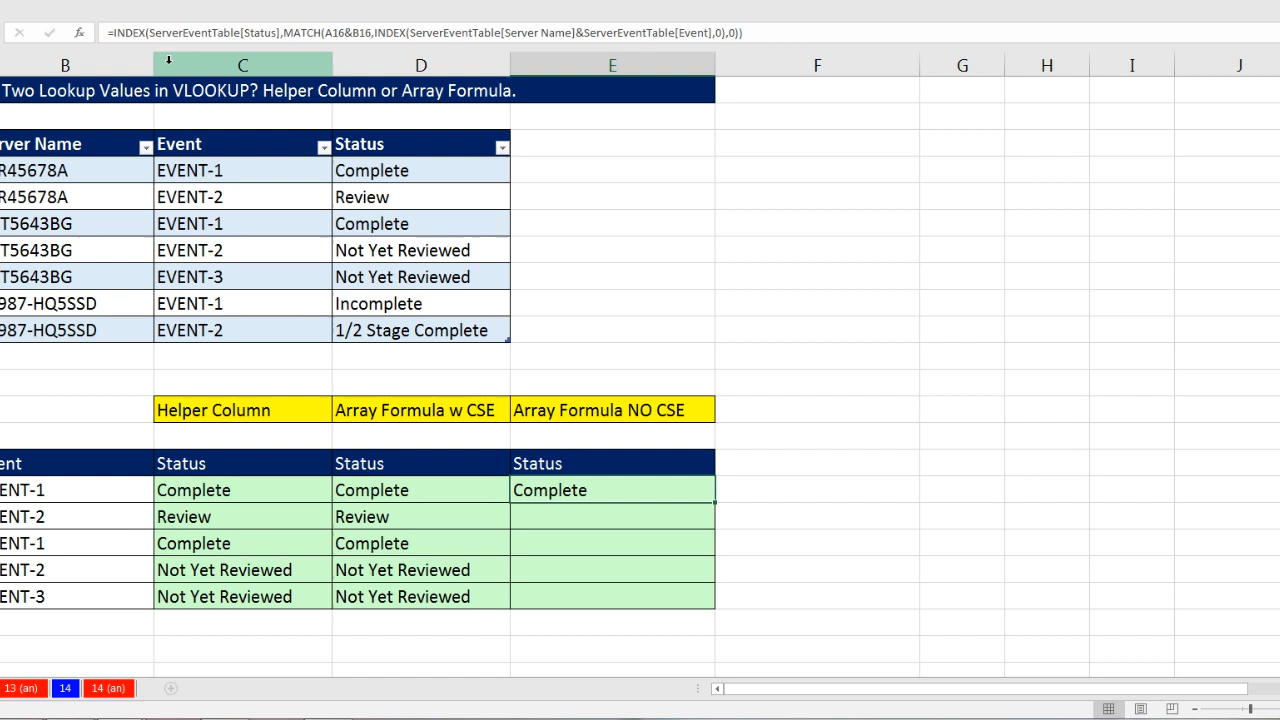 =INDEX(ServerEventTable[Status],MATCH(A16&B16,INDEX(ServerEventTable[Server Name]&ServerEventTable[Event],0),0))
B C D E F G H I J
Two Lookup Values in VLOOKUP? Helper Column or Array Formula.
rver Name Event Status
R45678A EVENT-1 Complete
R45678A EVENT-2 Review
T5643BG EVENT-1 Complete
T5643BG EVENT-2 Not Yet Reviewed
T5643BG EVENT-3 Not Yet Reviewed
987-HQ5SSD EVENT-1 Incomplete
987-HQ5SSD EVENT-2 1/2 Stage Complete
Helper Column Array Formula w CSE Array Formula NO CSE
ent Status Status Status
ENT-1 Complete Complete Complete
ENT-2 Review Review
ENT-1 Complete Complete
ENT-2 Not Yet Reviewed Not Yet Reviewed
ENT-3 Not Yet Reviewed Not Yet Reviewed
13 (an) 14 14 (an)